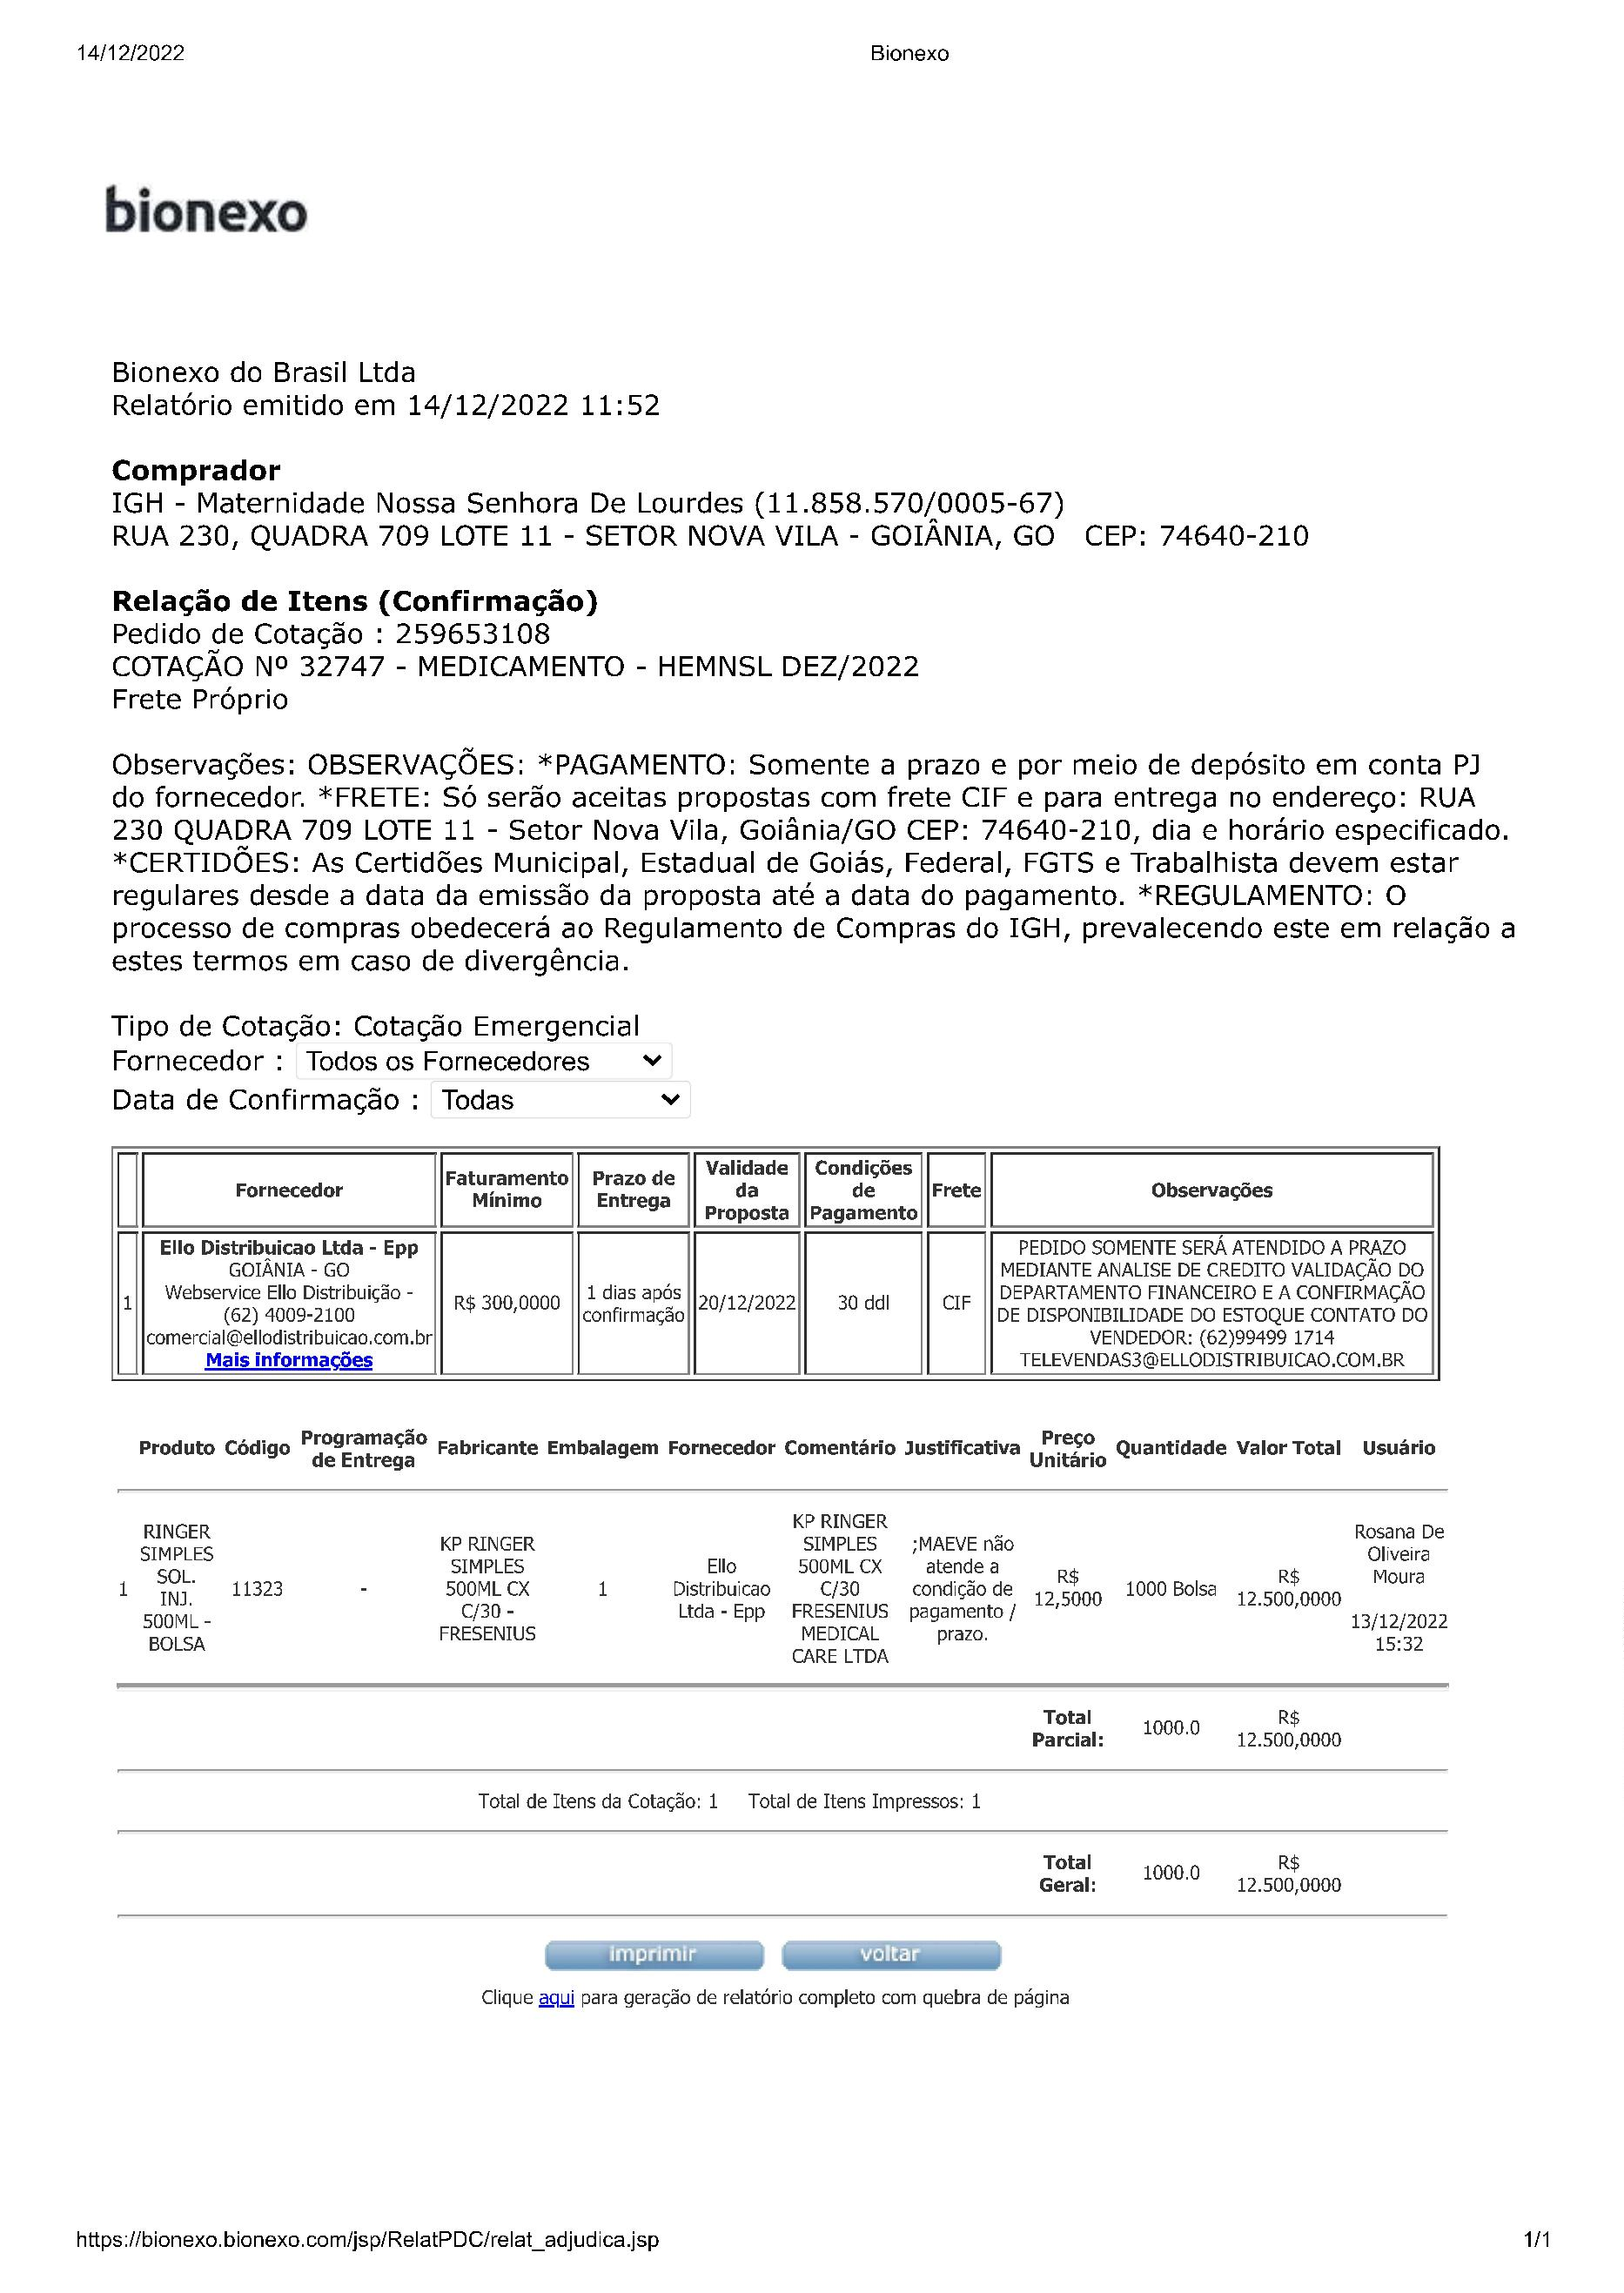 14/12/2022
Bionexo
bionexo
Bionexo do Brasil Ltda
Relatório emitido em 14/12/2022 11:52
Comprador
IGH - Maternidade Nossa Senhora De Lourdes (11.858.570/0005-67)
RUA 230, QUADRA 709 LOTE 11 - SETOR NOVA VILA - GOIÂNIA, GO CEP: 74640-210
Relação de Itens (Confirmação)
Pedido de Cotação : 259653108
COTAÇÃO Nº 32747 - MEDICAMENTO - HEMNSL DEZ/2022
Frete Próprio
Observações: OBSERVAÇÕES: *PAGAMENTO: Somente a prazo e por meio de depósito em conta PJ
do fornecedor. *FRETE: Só serão aceitas propostas com frete CIF e para entrega no endereço: RUA
230 QUADRA 709 LOTE 11 - Setor Nova Vila, Goiânia/GO CEP: 74640-210, dia e horário especificado.
*CERTIDÕES: As Certidões Municipal, Estadual de Goiás, Federal, FGTS e Trabalhista devem estar
regulares desde a data da emissão da proposta até a data do pagamento. *REGULAMENTO: O
processo de compras obedecerá ao Regulamento de Compras do IGH, prevalecendo este em relação a
estes termos em caso de divergência.
Tipo de Cotação: Cotação Emergencial
Fornecedor : Todos os Fornecedores
Data de Confirmação : Todas
Fornecedor
Faturamento
Mínimo
Prazo de
Entrega
Validade
da
Proposta
Condições
de
Pagamento
Frete
Observações
1
Ello Distribuicao Ltda - Epp
GOIÂNIA - GO
Webservice Ello Distribuição -
(62) 4009-2100
comercial@ellodistribuicao.com.br
Mais informações
R$ 300,0000
1 dias após
confirmação
20/12/2022
30 ddl
CIF
PEDIDO SOMENTE SERÁ ATENDIDO A PRAZO
MEDIANTE ANALISE DE CREDITO VALIDAÇÃO DO
DEPARTAMENTO FINANCEIRO E A CONFIRMAÇÃO
DE DISPONIBILIDADE DO ESTOQUE CONTATO DO
VENDEDOR: (62)99499 1714
TELEVENDAS3@ELLODISTRIBUICAO.COM.BR
Produto
Código
Programação
de Entrega
Fabricante
Embalagem
Fornecedor
Comentário
Justificativa
Preço
Unitário
Quantidade
Valor Total
Usuário
1
RINGER
SIMPLES
SOL.
INJ.
500ML -
BOLSA
11323
-
KP RINGER
SIMPLES
500ML CX
C/30 -
FRESENIUS
1
Ello
Distribuicao
Ltda - Epp
KP RINGER
SIMPLES
500ML CX
C/30
FRESENIUS
MEDICAL
CARE LTDA
;MAEVE não
atende a
condição de
pagamento /
prazo.
R$
12,5000
1000 Bolsa
R$
12.500,0000
Rosana De
Oliveira
Moura
13/12/2022
15:32
Total
Parcial:
1000.0
R$
12.500,0000
Total de Itens da Cotação: 1 Total de Itens Impressos: 1
Total
Geral:
1000.0
R$
12.500,0000
imprimir
voltar
Clique aqui para geração de relatório completo com quebra de página
https://bionexo.bionexo.com/jsp/RelatPDC/relat_adjudica.jsp
1/1